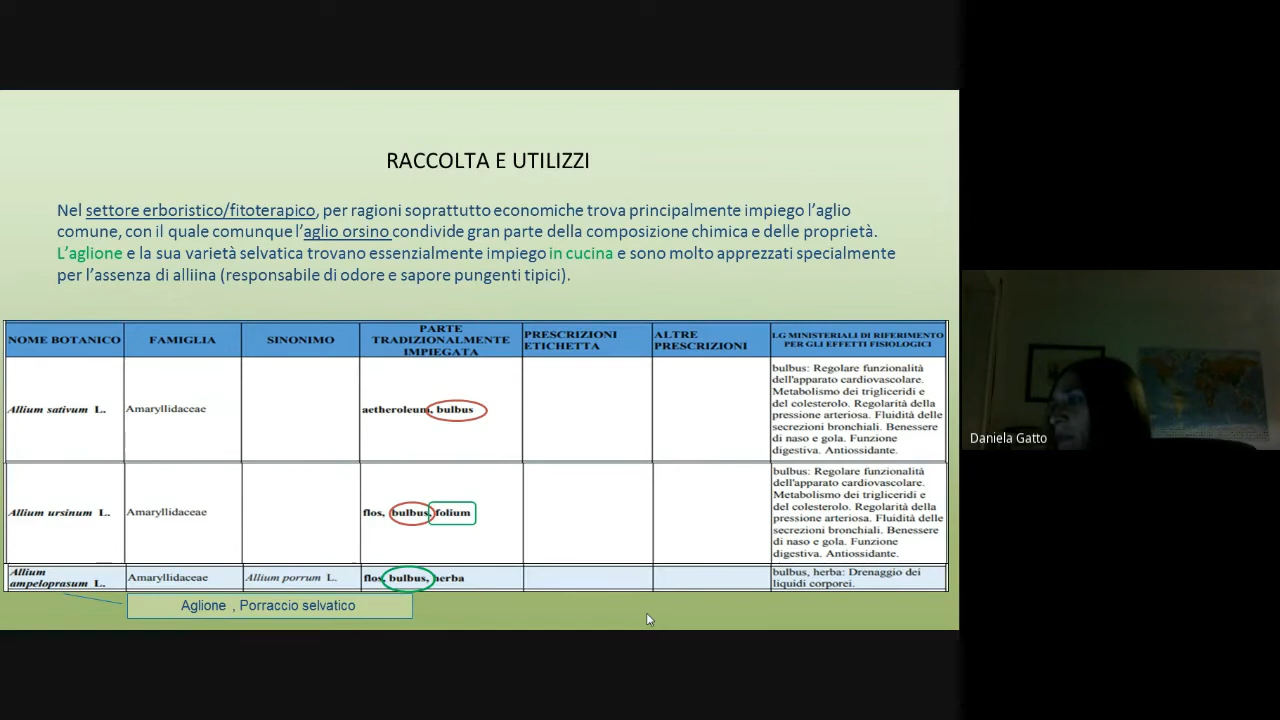 RACCOLTA E UTILIZZI
Nel settore erboristico/fitoterapico, per ragioni soprattutto economiche trova principalmente impiego l'aglio
comune, con il quale comunque l'aglio orsino condivide gran parte della composizione chimica e delle proprietà.
L'aglione e la sua varietà selvatica trovano essenzialmente impiego in cucina e sono molto apprezzati specialmente
per l'assenza di alliina (responsabile di odore e sapore pungenti tipici).
NOME BOTANICO
FAMIGLIA
SINONIMO
PARTE
TRADIZIONALMENTE
IMPIEGATA
PRESCRIZIONI
ETICHETTA
ALTRE
PRESCRIZIONI
LG MINISTERIALI DI RIFERIMENTO
PER GLI EFFETTI FISIOLOGICI
Allium sativum L.
Amaryllidaceae
aetheroleum, bulbus
bulbus: Regolare funzionalità
dell'apparato cardiovascolare.
Metabolismo dei trigliceridi e
del colesterolo. Regolarità della
pressione arteriosa. Fluidità delle
secrezioni bronchiali. Benessere
di naso e gola. Funzione
digestiva. Antiossidante.
Allium ursinum L.
Amaryllidaceae
flos, bulbus, folium
bulbus: Regolare funzionalità
dell'apparato cardiovascolare.
Metabolismo dei trigliceridi e
del colesterolo. Regolarità della
pressione arteriosa. Fluidità delle
secrezioni bronchiali. Benessere
di naso e gola. Funzione
digestiva. Antiossidante.
Allium
ampeloprasum L.
Amaryllidaceae
Allium porrum L.
flos, bulbus, herba
bulbus, herba: Drenaggio dei
liquidi corporei.
Aglione , Porraccio selvatico
Daniela Gatto